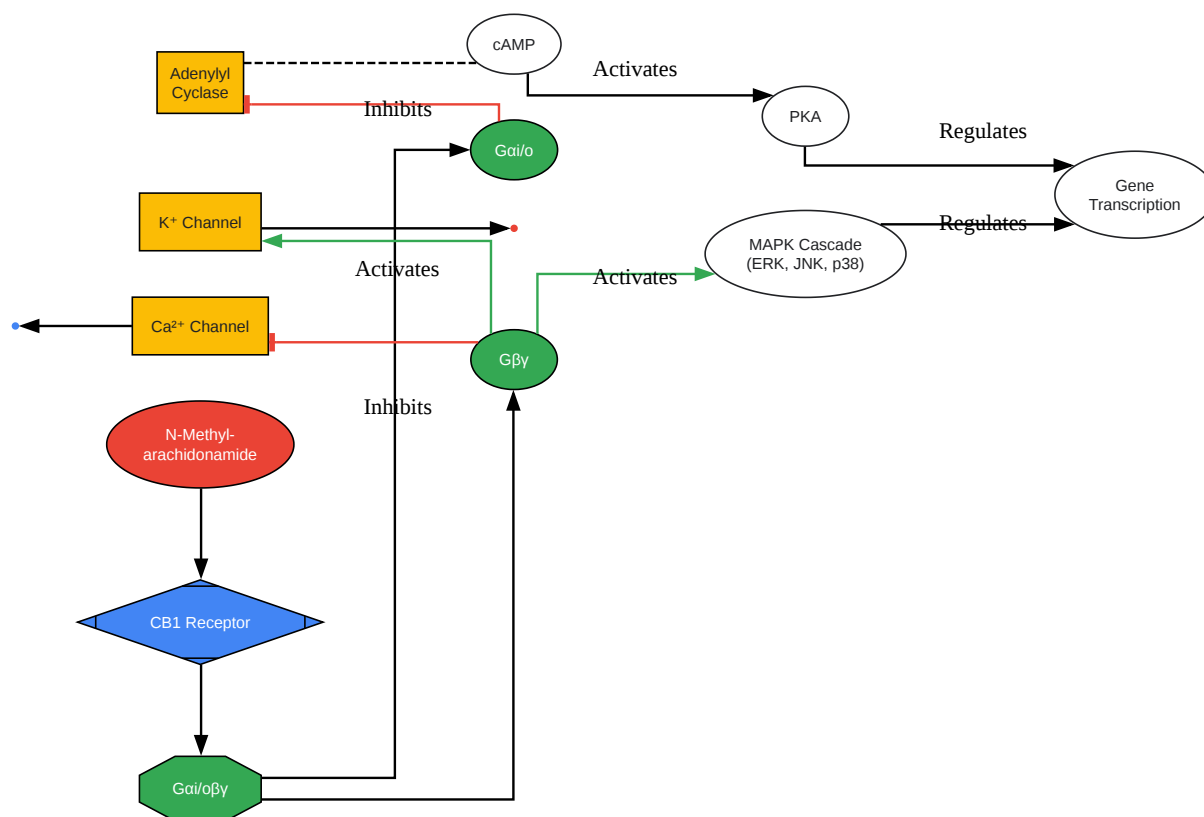 cAMP
Activates
Adenylyl
Cyclase
Inhibits
PKA
Regulates
Gαi/o
Gene
Transcription
K⁺ Channel
Regulates
MAPK Cascade
(ERK, JNK, p38)
Activates
Activates
Ca²⁺ Channel
Gβγ
Inhibits
N-Methyl-
arachidonamide
CB1 Receptor
Gαi/oβγ